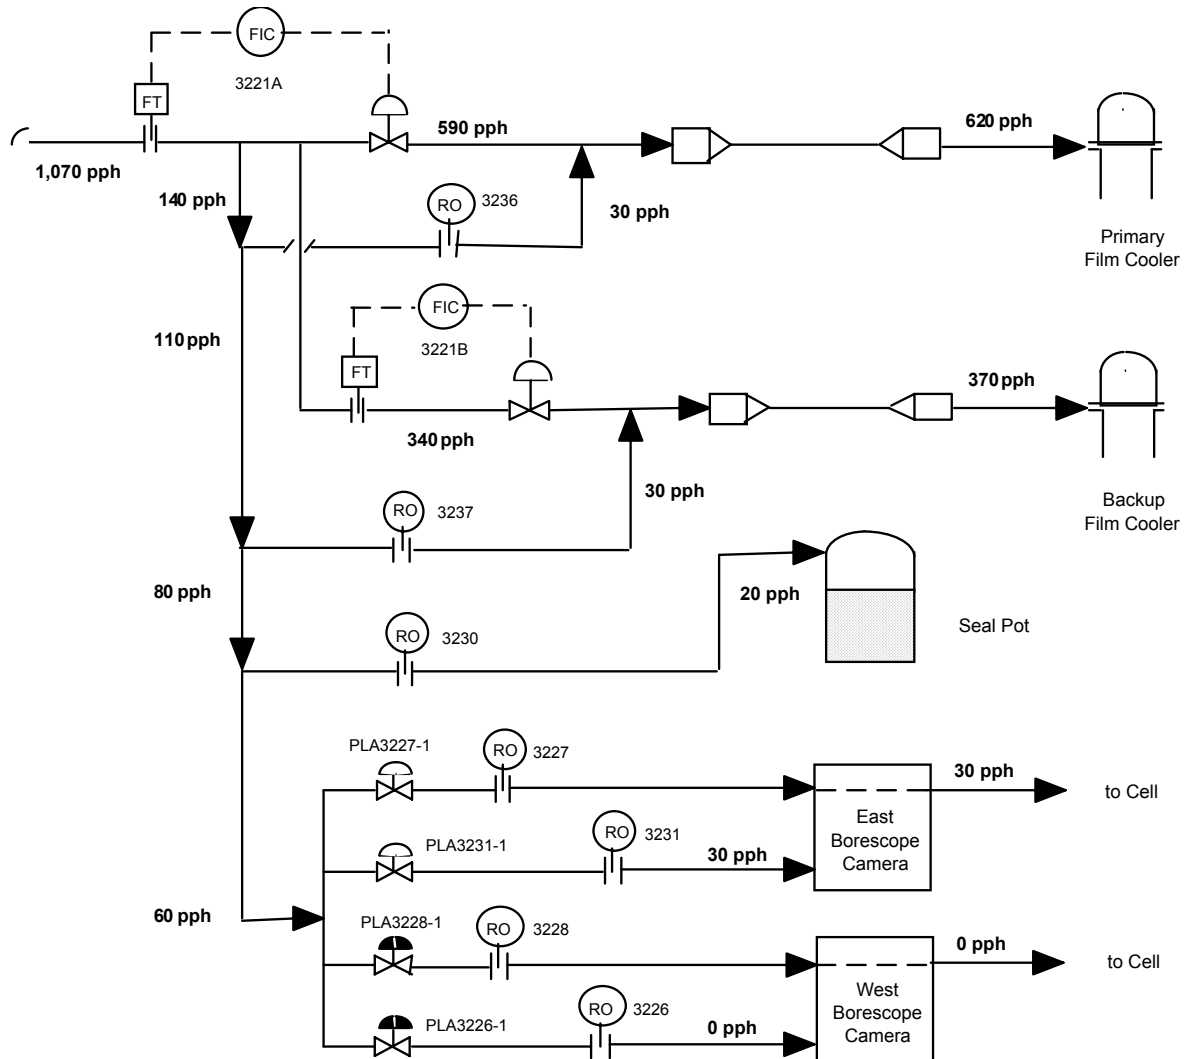 FIC
3221A
FT
590 pph
620 pph
1,070 pph
140 pph
RO
3236
30 pph
Primary
Film Cooler
FIC
110 pph
3221B
FT
370 pph
340 pph
30 pph
RO
3237
Backup
Film Cooler
80 pph
20 pph
RO
3230
Seal Pot
PLA3227-1
RO
3227
30 pph
to Cell
East
Borescope
Camera
PLA3231-1
RO
3231
30 pph
60 pph
PLA3228-1
RO
3228
0 pph
to Cell
West
Borescope
Camera
PLA3226-1
RO
3226
0 pph